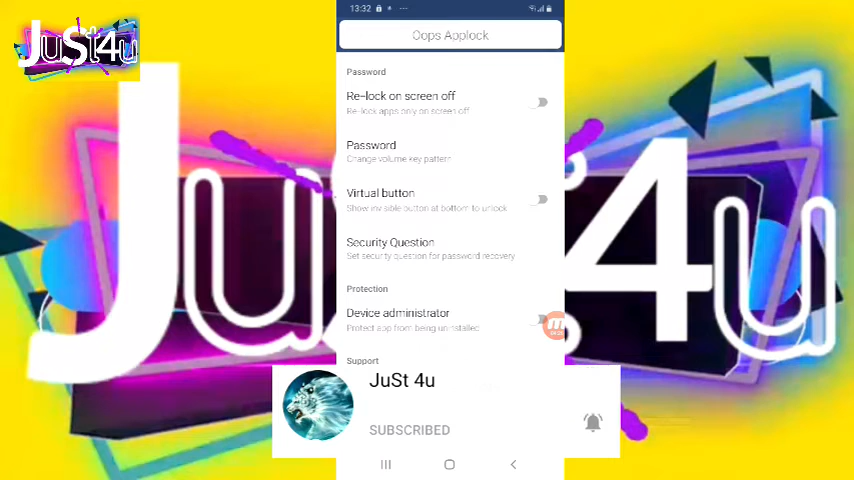 JuSt4u
13:32
Oops Applock
Password
Re-lock on screen off
Re-lock apps only on screen off
Password
Change volume key pattern
Virtual button
Show invisible button at bottom to unlock
Security Question
Set security question for password recovery
Protection
Device administrator
Protect app from being uninstalled
Support
JuSt 4u
SUBSCRIBED